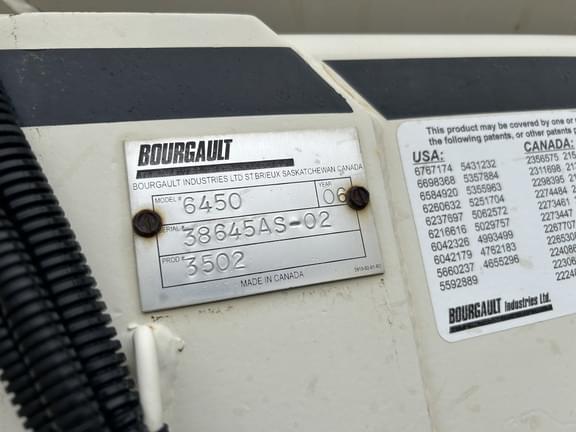 BOURGAULT
BOURGAULT INDUSTRIES LTD ST.BRIEUX SASKATCHEWAN CANADA
MODEL# 6450 YEAR 06
SERIAL# 38645AS-02
PROD# 3502
MADE IN CANADA
This product may be covered by one or
the following patents, or other patents
USA:
6767174 5431232
6698368 5357884
6584920 5355963
6260632 5251704
6237697 5062572
6216616 5029757
6042326 4993499
6042179 4762183
5660237 4655296
5592889
CANADA:
2356575
2311698
2298395
2274484
2273461
2273447
BOURGAULT Industries Ltd.